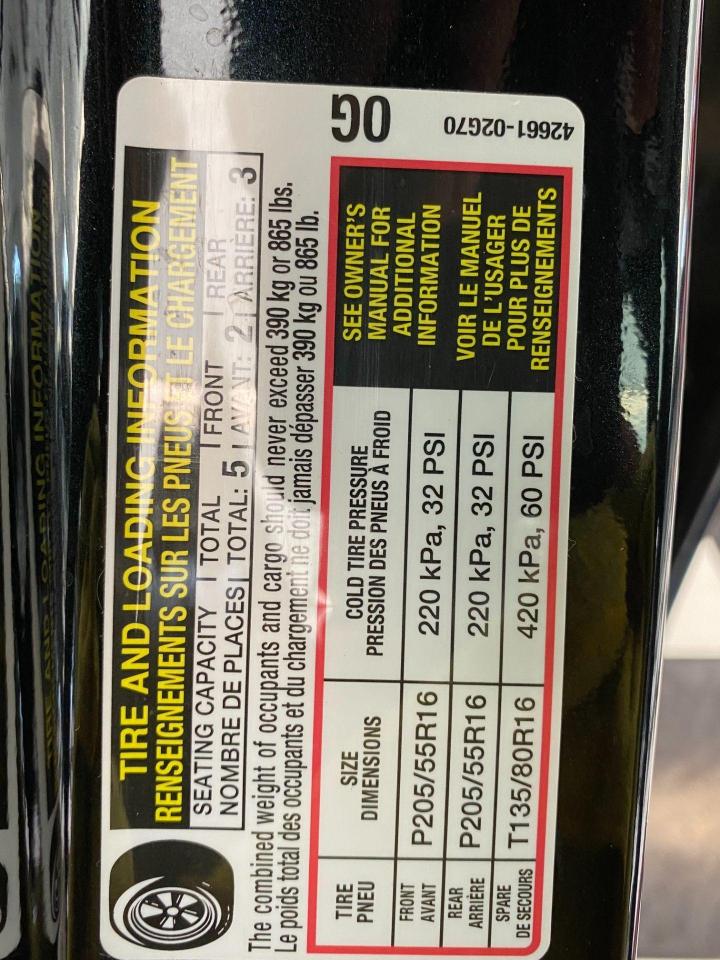 TIRE AND LOADING INFORMATION
RENSEIGNEMENTS SUR LES PNEUS ET LE CHARGEMENT
SEATING CAPACITY | TOTAL | FRONT | REAR
NOMBRE DE PLACES | TOTAL: 5 | AVANT: 2 | ARRIÈRE: 3
The combined weight of occupants and cargo should never exceed 390 kg or 865 lbs.
Le poids total des occupants et du chargement ne doit jamais dépasser 390 kg ou 865 lb.
TIRE SIZE COLD TIRE PRESSURE
PNEU DIMENSIONS PRESSION DES PNEUS À FROID
FRONT
AVANT P205/55R16 220 kPa, 32 PSI
REAR
ARRIÈRE P205/55R16 220 kPa, 32 PSI
SPARE
DE SECOURS T135/80R16 420 kPa, 60 PSI
SEE OWNER'S
MANUAL FOR
ADDITIONAL
INFORMATION
VOIR LE MANUEL
DE L'USAGER
POUR PLUS DE
RENSEIGNEMENTS
0G
42661-02G70